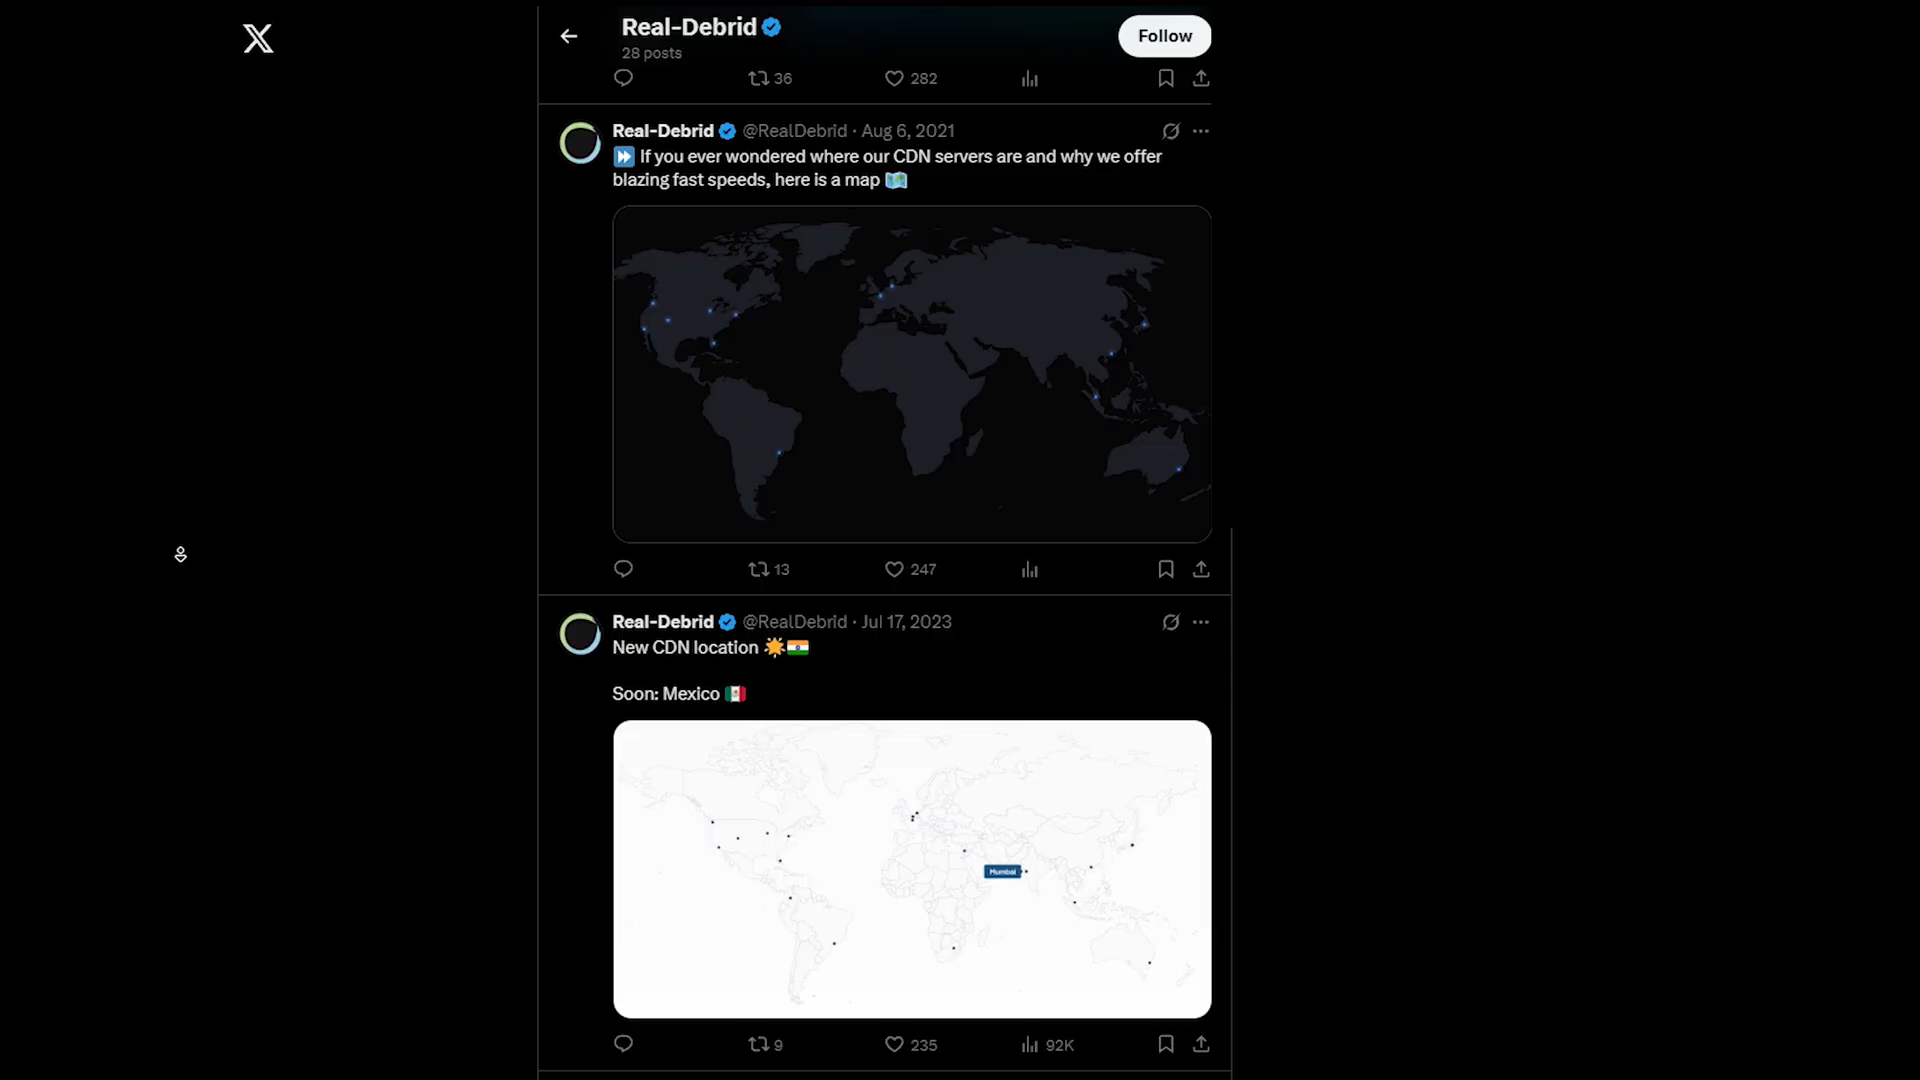 Real-Debrid
28 posts
Follow
36
282
Real-Debrid @RealDebrid · Aug 6, 2021
⏩ If you ever wondered where our CDN servers are and why we offer
blazing fast speeds, here is a map 🗺️
13
247
Real-Debrid @RealDebrid · Jul 17, 2023
New CDN location ☀️🇮🇳
Soon: Mexico 🇲🇽
Mumbai
9
235
92K